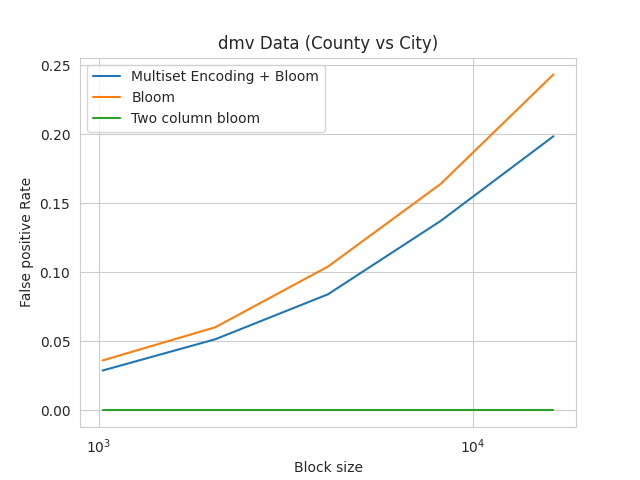 dmv Data (County vs City)
Multiset Encoding + Bloom
Bloom
Two column bloom
False positive Rate
0.25
0.20
0.15
0.10
0.05
0.00
10³
10⁴
Block size